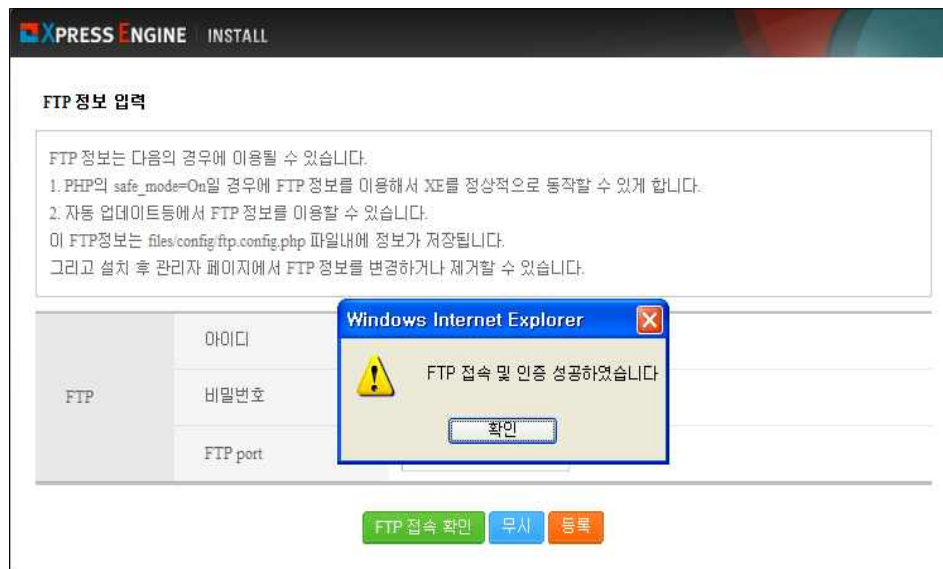 XPRESS ENGINE INSTALL
FTP 정보 입력
FTP 정보는 다음의 경우에 이용될 수 있습니다.
1. PHP의 safe_mode=On일 경우에 FTP 정보를 이용해서 XE를 정상적으로 동작할 수 있게 합니다.
2. 자동 업데이트등에서 FTP 정보를 이용할 수 있습니다.
이 FTP정보는 files/config/ftp.config.php 파일내에 정보가 저장됩니다.
그리고 설치 후 관리자 페이지에서 FTP 정보를 변경하거나 제거할 수 있습니다.
Windows Internet Explorer
FTP 접속 및 인증 성공하였습니다
확인
FTP
아이디
비밀번호
FTP port
FTP 접속 확인 무시 등록